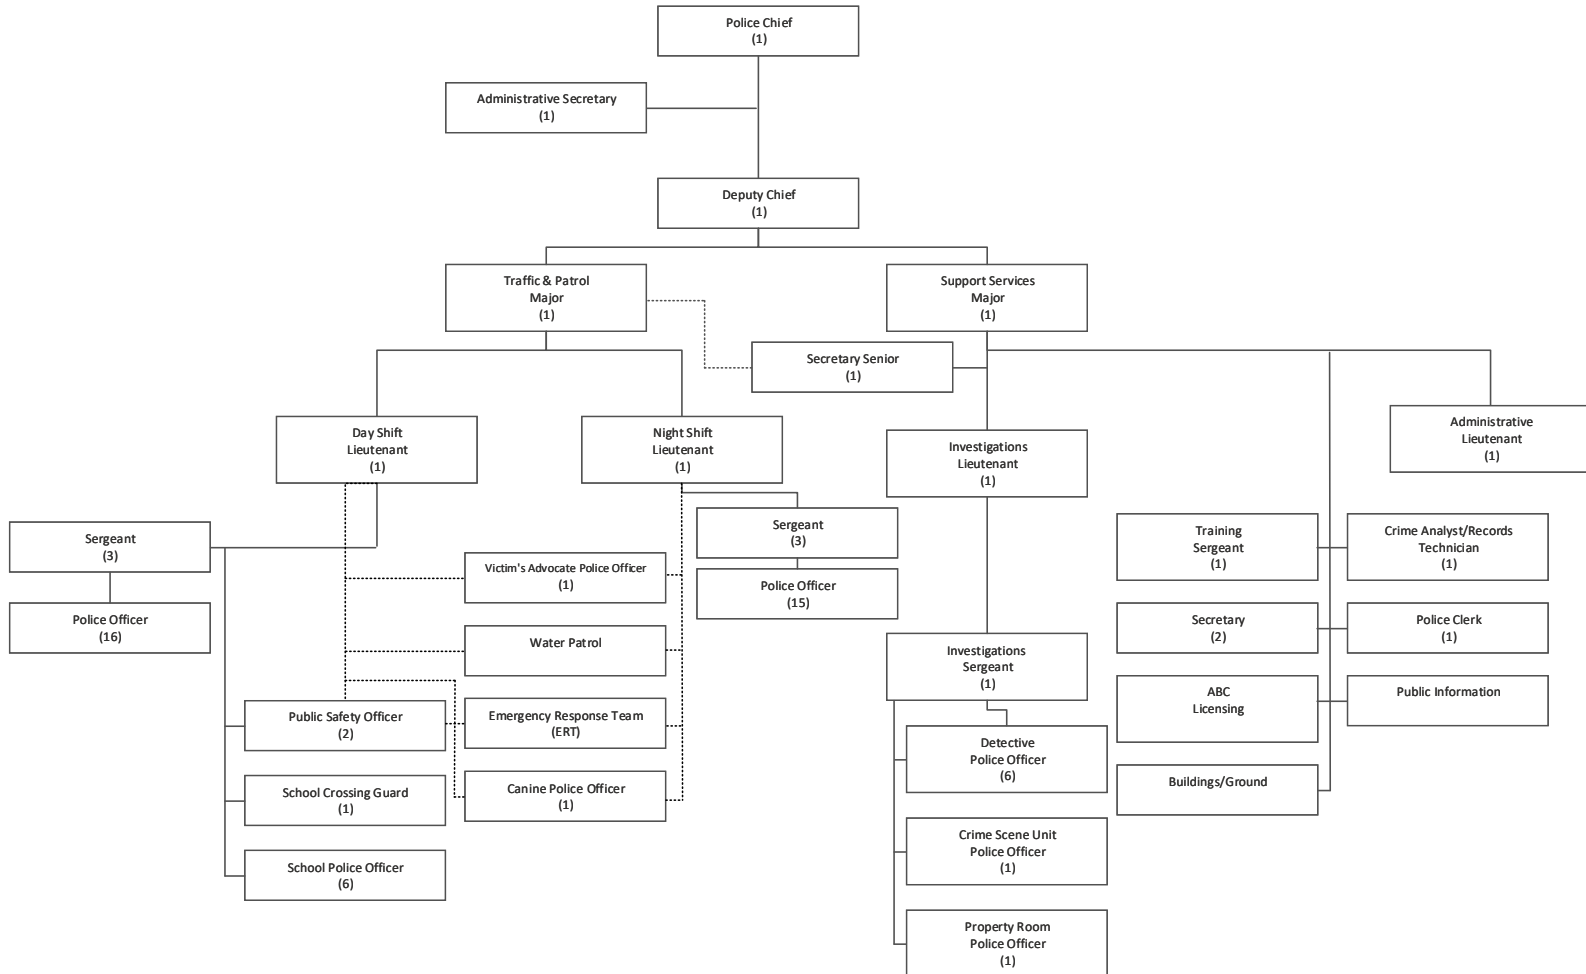 Police Chief
(1)
Administrative Secretary
(1)
Deputy Chief
(1)
Traffic & Patrol
Major
(1)
Support Services
Major
(1)
Secretary Senior
(1)
Day Shift
Lieutenant
(1)
Night Shift
Lieutenant
(1)
Investigations
Lieutenant
(1)
Administrative
Lieutenant
(1)
Sergeant
(3)
Police Officer
(16)
Sergeant
(3)
Police Officer
(15)
Victim's Advocate Police Officer
(1)
Water Patrol
Emergency Response Team
(ERT)
Canine Police Officer
(1)
Public Safety Officer
(2)
School Crossing Guard
(1)
School Police Officer
(6)
Investigations
Sergeant
(1)
Detective
Police Officer
(6)
Crime Scene Unit
Police Officer
(1)
Property Room
Police Officer
(1)
Training
Sergeant
(1)
Crime Analyst/Records
Technician
(1)
Secretary
(2)
Police Clerk
(1)
ABC
Licensing
Public Information
Buildings/Ground